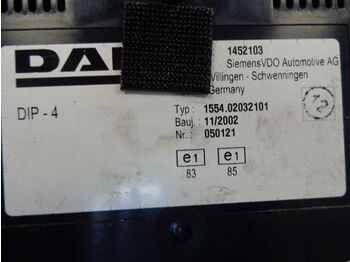 DA
1452103
SiemensVDO Automotive AG
Villingen - Schwenningen
Germany
DIP - 4
Typ : 1554.02032101
Bauj. : 11/2002
Nr. : 050121
e1 e1
83 85